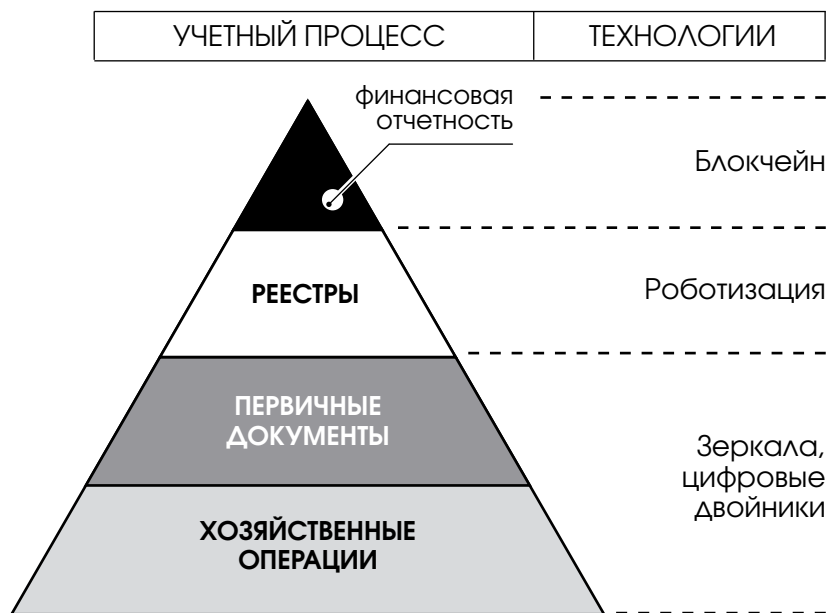 УЧЕТНЫЙ ПРОЦЕСС
ТЕХНОЛОГИИ
финансовая
отчетность
Блокчейн
РЕЕСТРЫ
Роботизация
ПЕРВИЧНЫЕ
ДОКУМЕНТЫ
Зеркала,
цифровые
двойники
ХОЗЯЙСТВЕННЫЕ
ОПЕРАЦИИ